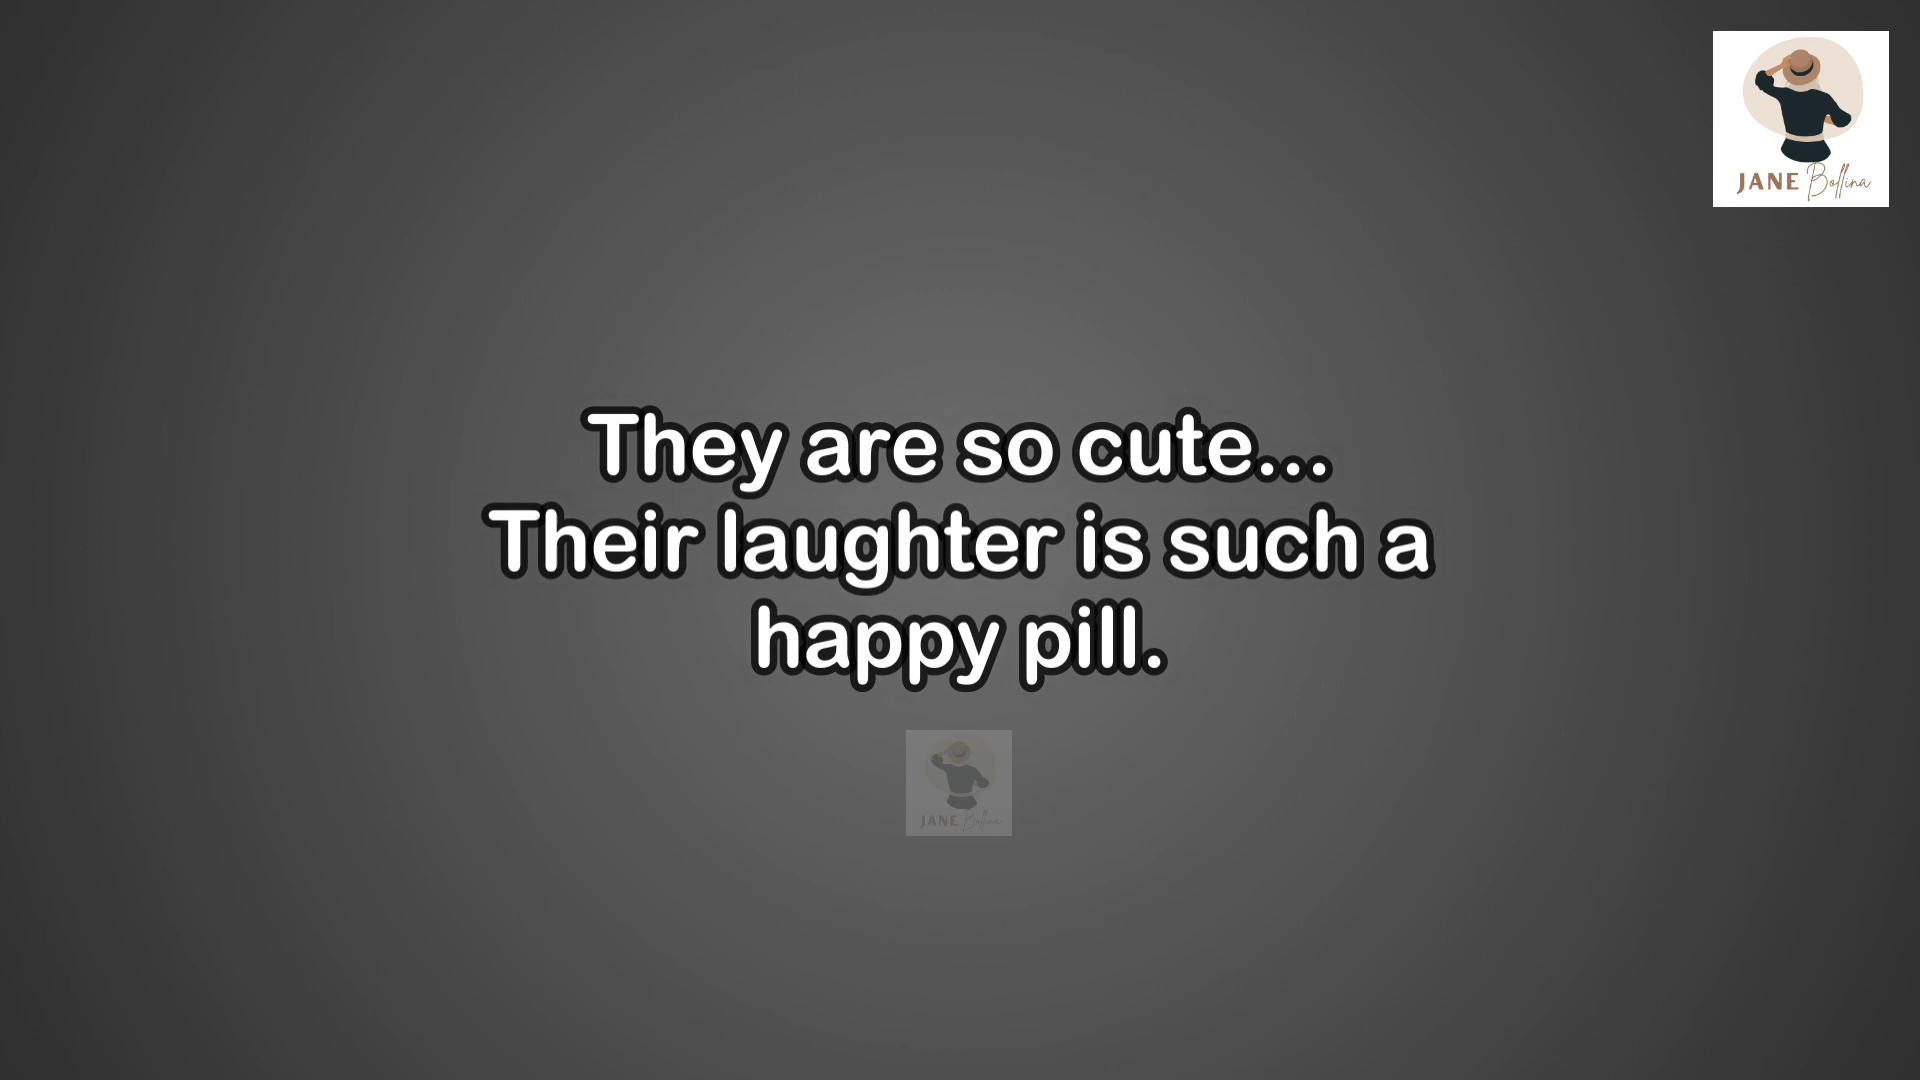 JANE Bollina
They are so cute...
Their laughter is such a
happy pill.
JANE Bollina